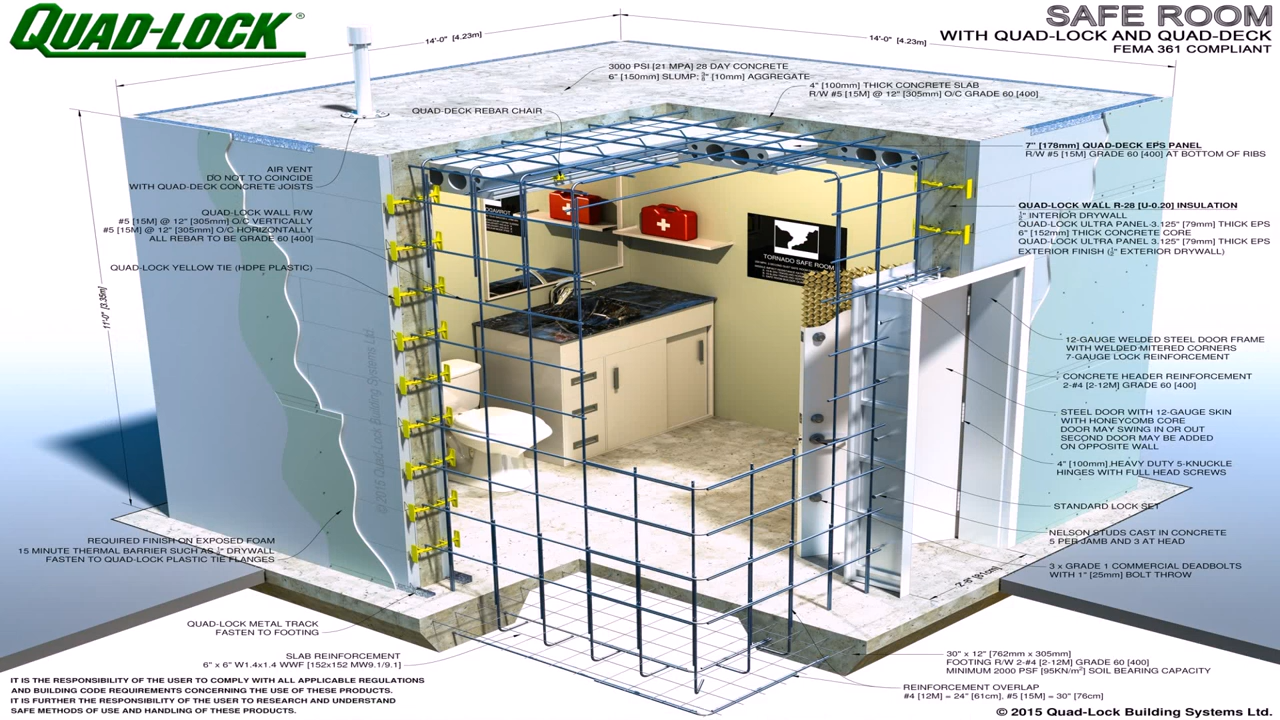 QUAD-LOCK®
SAFE ROOM
WITH QUAD-LOCK AND QUAD-DECK
FEMA 361 COMPLIANT
14'-0" [4.23m]
14'-0" [4.23m]
3000 PSI [21 MPA] 28 DAY CONCRETE
6" [150mm] SLUMP; ⅜" [10mm] AGGREGATE
4" [100mm] THICK CONCRETE SLAB
R/W #5 [15M] @ 12" [305mm] O/C GRADE 60 [400]
QUAD-DECK REBAR CHAIR
7" [178mm] QUAD-DECK EPS PANEL
R/W #5 [15M] GRADE 60 [400] AT BOTTOM OF RIBS
AIR VENT
DO NOT TO COINCIDE
WITH QUAD-DECK CONCRETE JOISTS
QUAD-LOCK WALL R/W
#5 [15M] @ 12" [305mm] O/C VERTICALLY
#5 [15M] @ 12" [305mm] O/C HORIZONTALLY
ALL REBAR TO BE GRADE 60 [400]
QUAD-LOCK WALL R-28 [U-0.20] INSULATION
½" INTERIOR DRYWALL
QUAD-LOCK ULTRA PANEL 3.125" [79mm] THICK EPS
6" [152mm] THICK CONCRETE CORE
QUAD-LOCK ULTRA PANEL 3.125" [79mm] THICK EPS
EXTERIOR FINISH (½" EXTERIOR DRYWALL)
QUAD-LOCK YELLOW TIE (HDPE PLASTIC)
TORNADO SAFE ROOM
11'-0" [3.35m]
12-GAUGE WELDED STEEL DOOR FRAME
WITH WELDED MITERED CORNERS
7-GAUGE LOCK REINFORCEMENT
CONCRETE HEADER REINFORCEMENT
2-#4 [2-12M] GRADE 60 [400]
STEEL DOOR WITH 12-GAUGE SKIN
WITH HONEYCOMB CORE
DOOR MAY SWING IN OR OUT
SECOND DOOR MAY BE ADDED
ON OPPOSITE WALL
4" [100mm] HEAVY DUTY 5-KNUCKLE
HINGES WITH FULL HEAD SCREWS
STANDARD LOCK SET
NELSON STUDS CAST IN CONCRETE
5 PER JAMB AND 3 AT HEAD
3 x GRADE 1 COMMERCIAL DEADBOLTS
WITH 1" [25mm] BOLT THROW
2'-8" [81cm]
©2015 Quad-Lock Building Systems Ltd.
REQUIRED FINISH ON EXPOSED FOAM
15 MINUTE THERMAL BARRIER SUCH AS ½" DRYWALL
FASTEN TO QUAD-LOCK PLASTIC TIE FLANGES
QUAD-LOCK METAL TRACK
FASTEN TO FOOTING
SLAB REINFORCEMENT
6" x 6" W1.4x1.4 WWF [152x152 MW9.1/9.1]
30" x 12" [762mm x 305mm]
FOOTING R/W 2-#4 [2-12M] GRADE 60 [400]
MINIMUM 2000 PSF [95KN/m²] SOIL BEARING CAPACITY
REINFORCEMENT OVERLAP
#4 [12M] = 24" [61cm], #5 [15M] = 30" [76cm]
IT IS THE RESPONSIBILITY OF THE USER TO COMPLY WITH ALL APPLICABLE REGULATIONS
AND BUILDING CODE REQUIREMENTS CONCERNING THE USE OF THESE PRODUCTS.
IT IS FURTHER THE RESPONSIBILITY OF THE USER TO RESEARCH AND UNDERSTAND
SAFE METHODS OF USE AND HANDLING OF THESE PRODUCTS.
© 2015 Quad-Lock Building Systems Ltd.